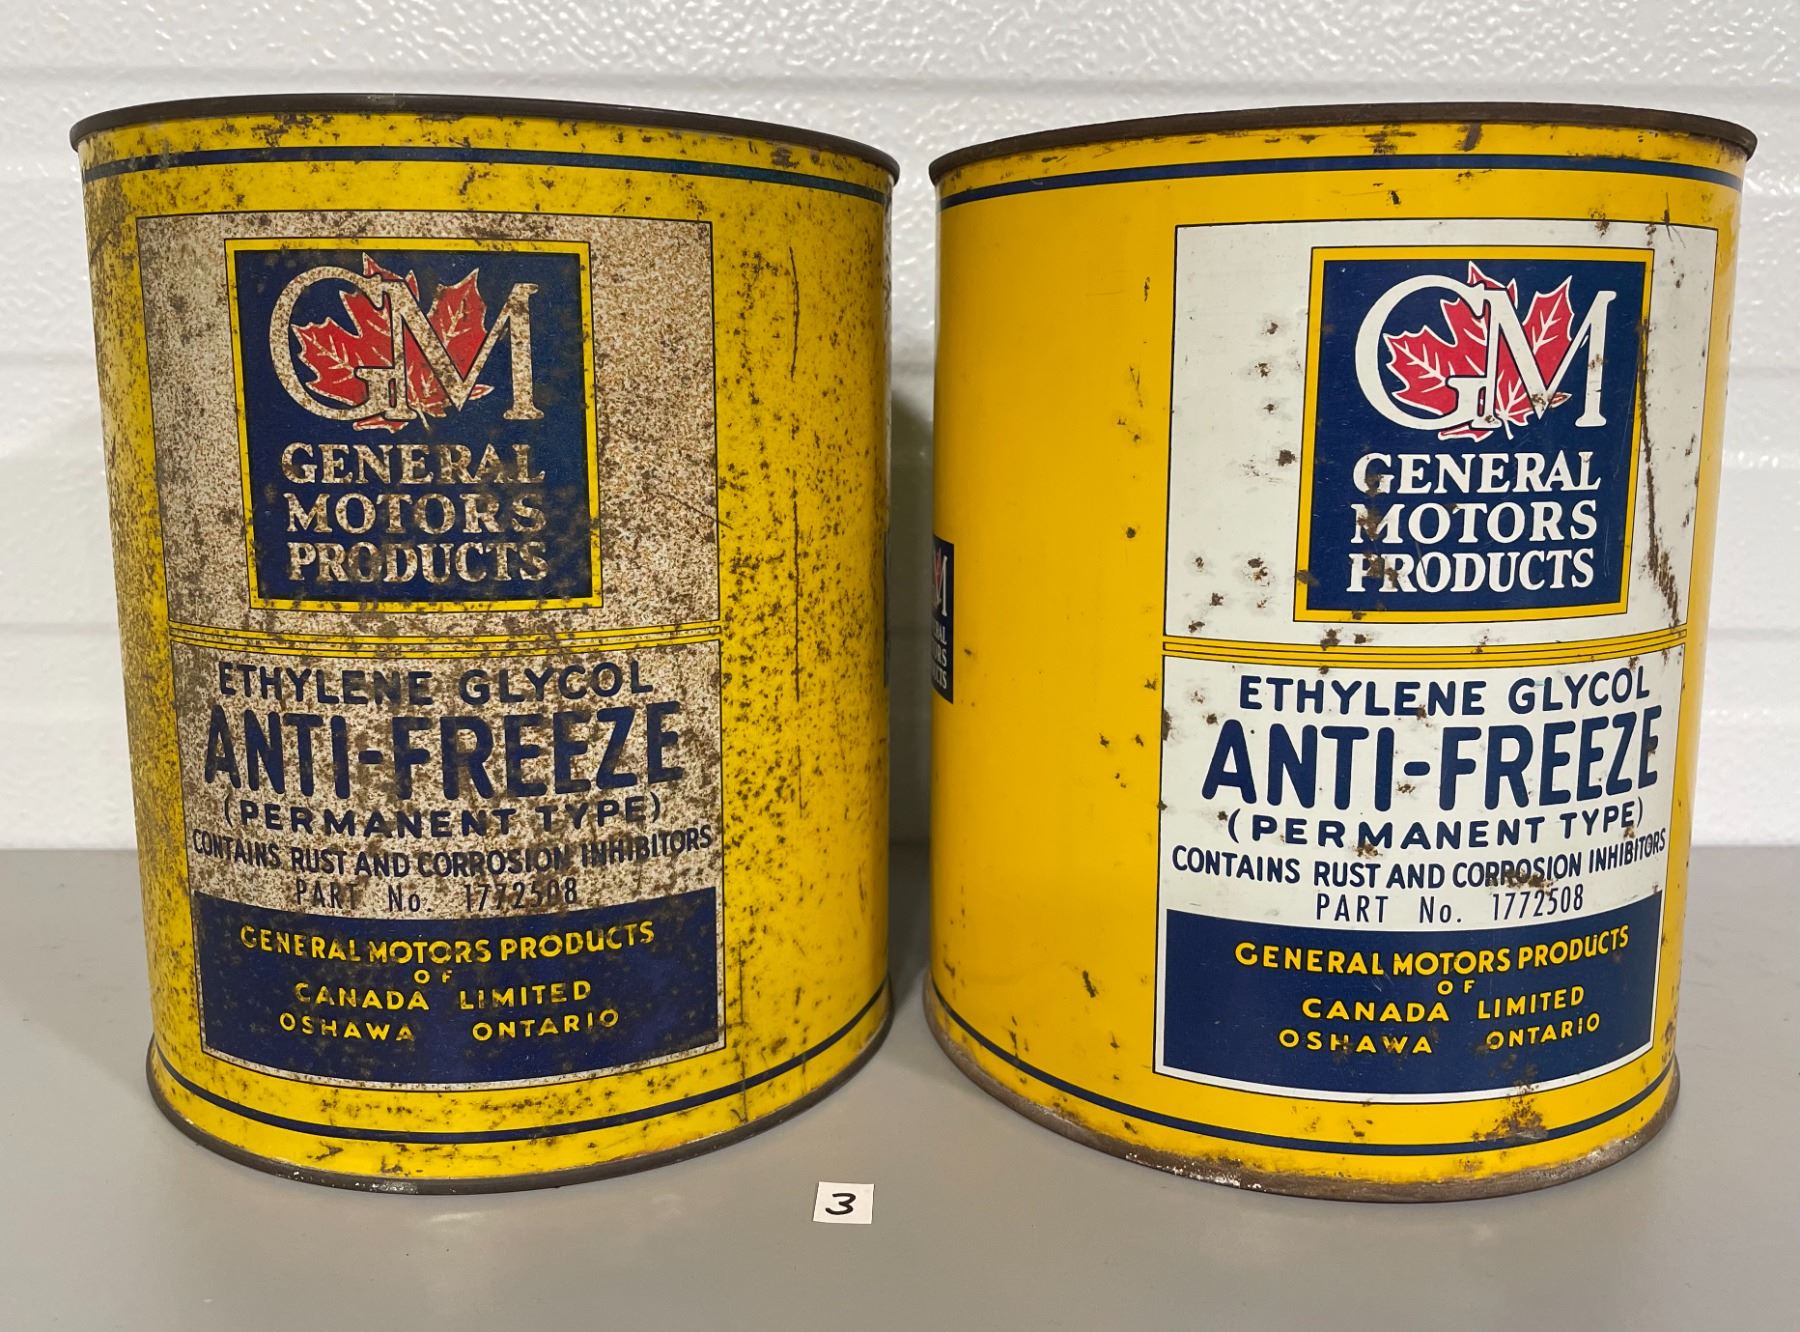 GM
GENERAL
MOTORS
PRODUCTS
ETHYLENE GLYCOL
ANTI-FREEZE
(PERMANENT TYPE)
CONTAINS RUST AND CORROSION INHIBITORS
PART No. 1772508
GENERAL MOTORS PRODUCTS
OF
CANADA LIMITED
OSHAWA ONTARIO
GM
GENERAL
MOTORS
PRODUCTS
ETHYLENE GLYCOL
ANTI-FREEZE
(PERMANENT TYPE)
CONTAINS RUST AND CORROSION INHIBITORS
PART No. 1772508
GENERAL MOTORS PRODUCTS
OF
CANADA LIMITED
OSHAWA ONTARIO
3